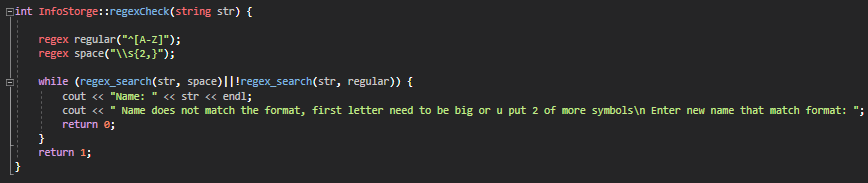 int InfoStorge::regexCheck(string str) {
regex regular("^[A-Z]");
regex space("\\s{2,}");
while (regex_search(str, space)||!regex_search(str, regular)) {
cout << "Name: " << str << endl;
cout << " Name does not match the format, first letter need to be big or u put 2 of more symbols\n Enter new name that match format: ";
return 0;
}
return 1;
}